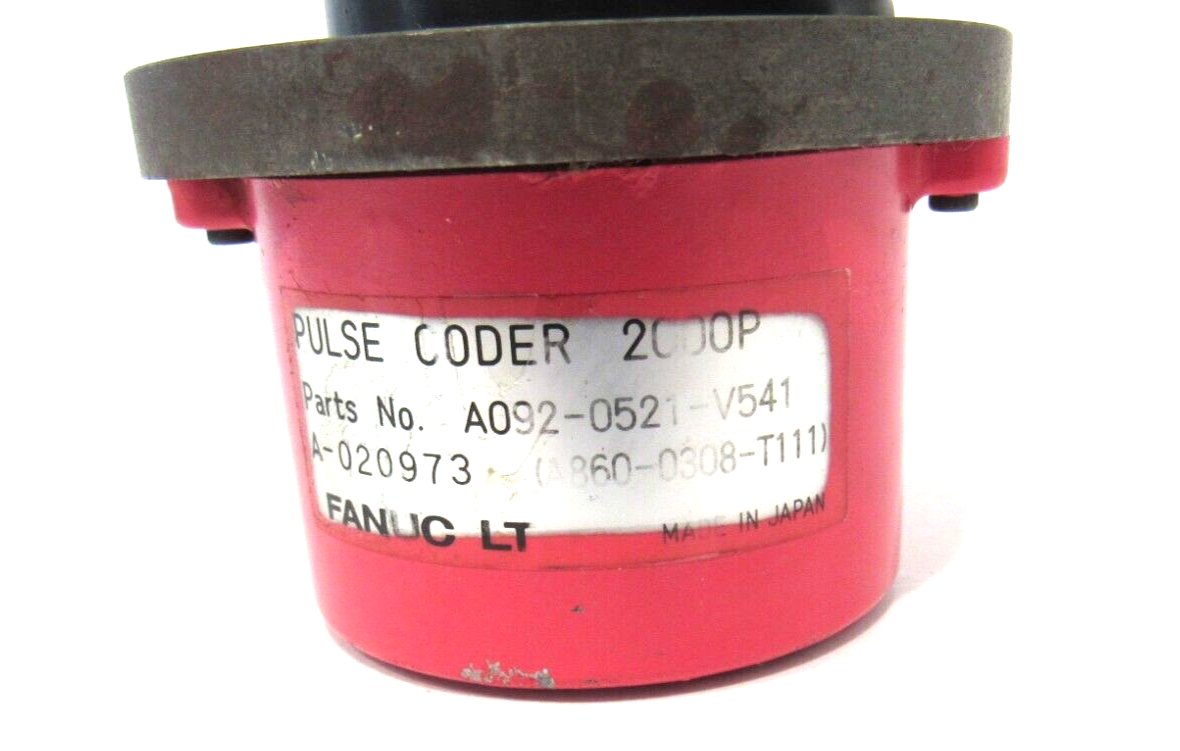 PULSE CODER 2000P
Parts No. A092-0521-V541
A-020973 (A860-0308-T111)
FANUC LT MADE IN JAPAN